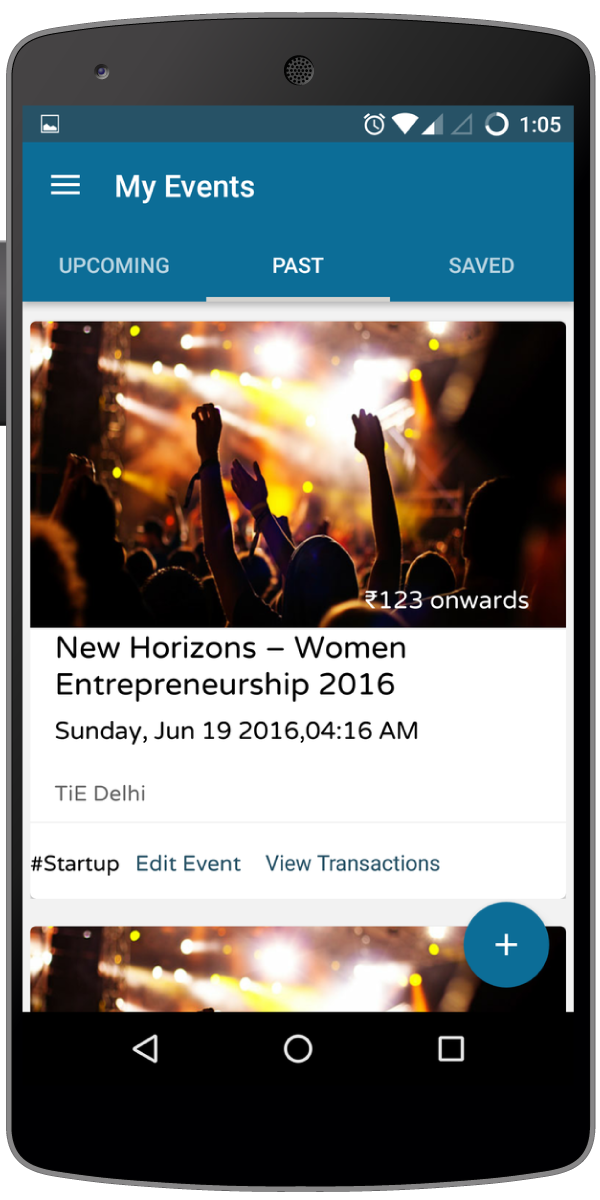 1:05
My Events
UPCOMING PAST SAVED
₹123 onwards
New Horizons – Women
Entrepreneurship 2016
Sunday, Jun 19 2016,04:16 AM
TiE Delhi
#Startup Edit Event View Transactions
+